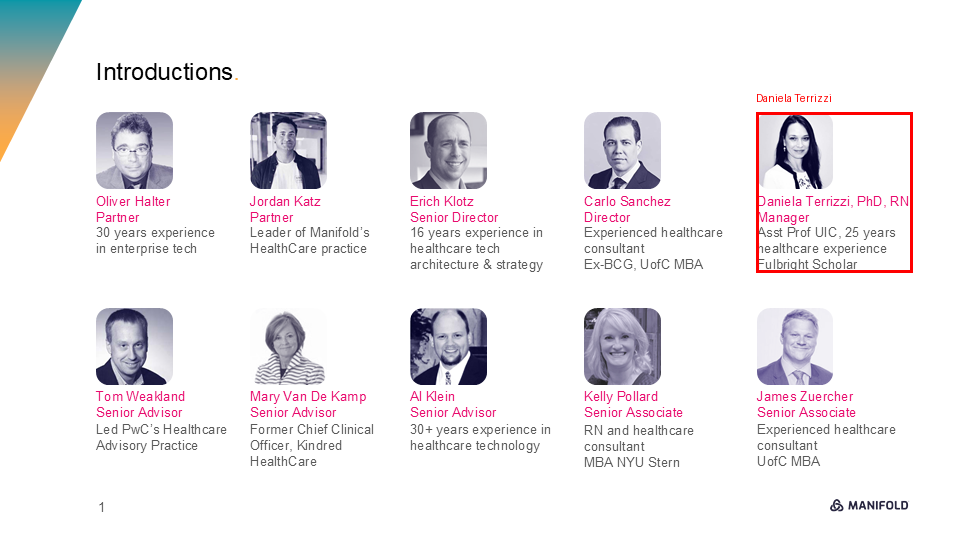 Introductions.
Daniela Terrizzi
Oliver Halter
Partner
30 years experience
in enterprise tech
Jordan Katz
Partner
Leader of Manifold’s
HealthCare practice
Erich Klotz
Senior Director
16 years experience in
healthcare tech
architecture & strategy
Carlo Sanchez
Director
Experienced healthcare
consultant
Ex-BCG, UofC MBA
Daniela Terrizzi, PhD, RN
Manager
Asst Prof UIC, 25 years
healthcare experience
Fulbright Scholar
Tom Weakland
Senior Advisor
Led PwC’s Healthcare
Advisory Practice
Mary Van De Kamp
Senior Advisor
Former Chief Clinical
Officer, Kindred
HealthCare
Al Klein
Senior Advisor
30+ years experience in
healthcare technology
Kelly Pollard
Senior Associate
RN and healthcare
consultant
MBA NYU Stern
James Zuercher
Senior Associate
Experienced healthcare
consultant
UofC MBA
1
MANIFOLD